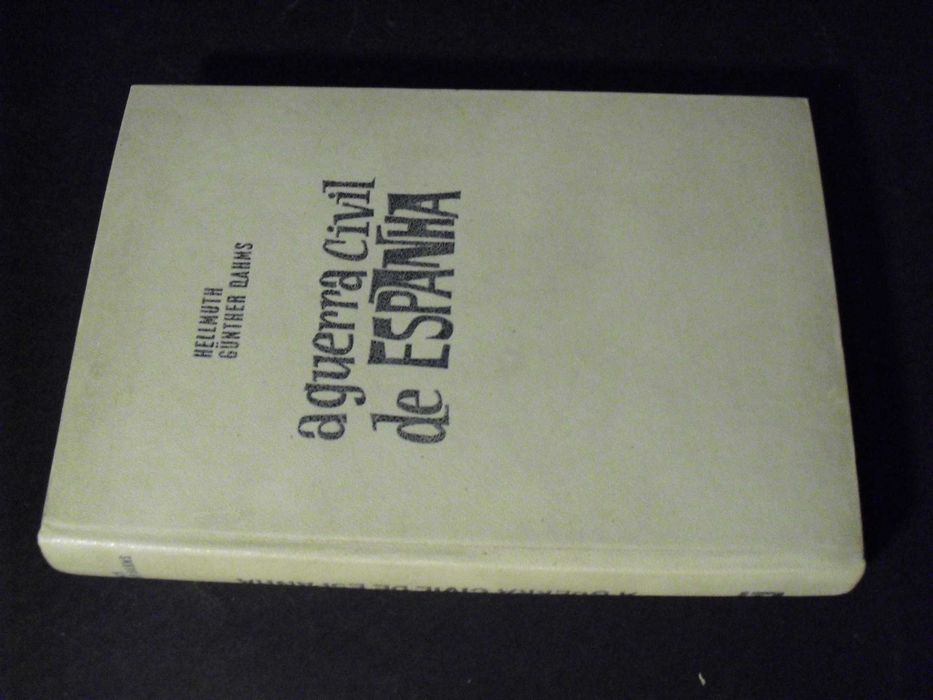 HELLMUTH
GÜNTHER DAHMS
a guerra civil
de ESPANHA
A GUERRA CIVIL DE ESPANHA